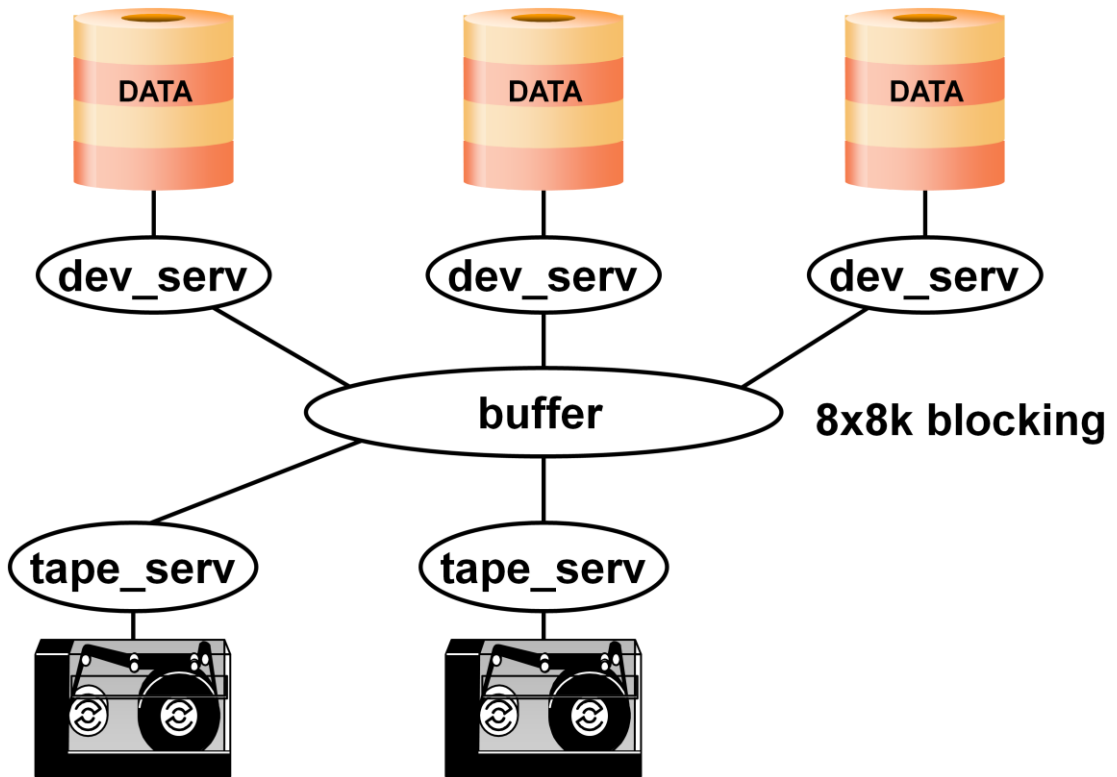 DATA
DATA
DATA
dev_serv
dev_serv
dev_serv
buffer
8x8k blocking
tape_serv
tape_serv